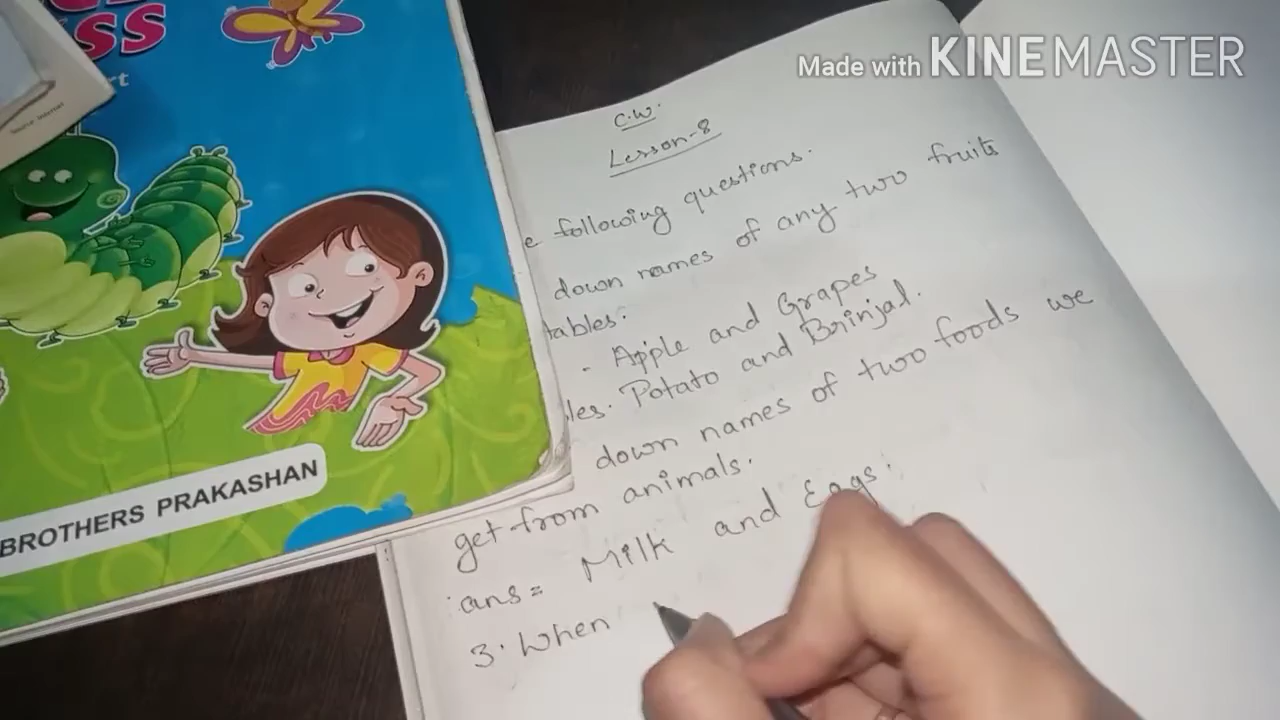 Made with KINEMASTER
SS
rt
BROTHERS PRAKASHAN
C.W.
Lesson-8
e following questions.
down names of any two fruits
tables.
. Apple and Grapes
les. Potato and Brinjal.
down names of two foods we
get from animals.
ans= Milk and Eggs.
3. When